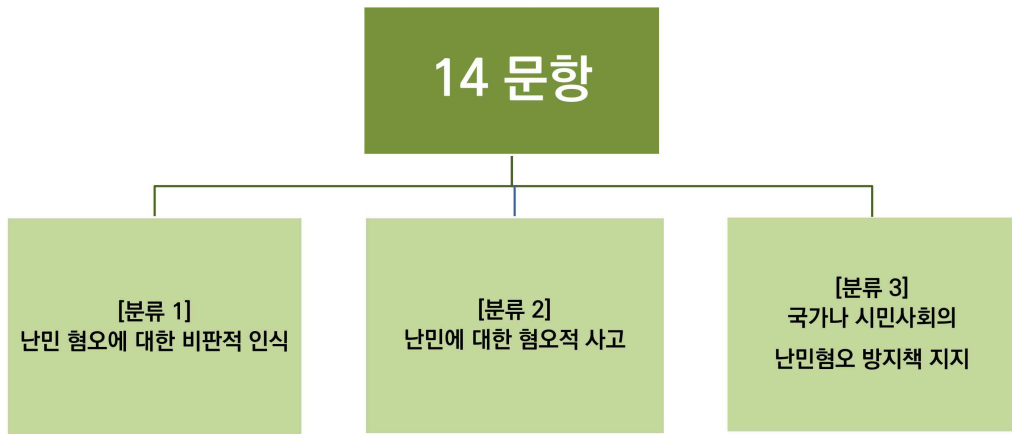 14 문항
[분류 1]
난민 혐오에 대한 비판적 인식
[분류 2]
난민에 대한 혐오적 사고
[분류 3]
국가나 시민사회의
난민혐오 방지책 지지